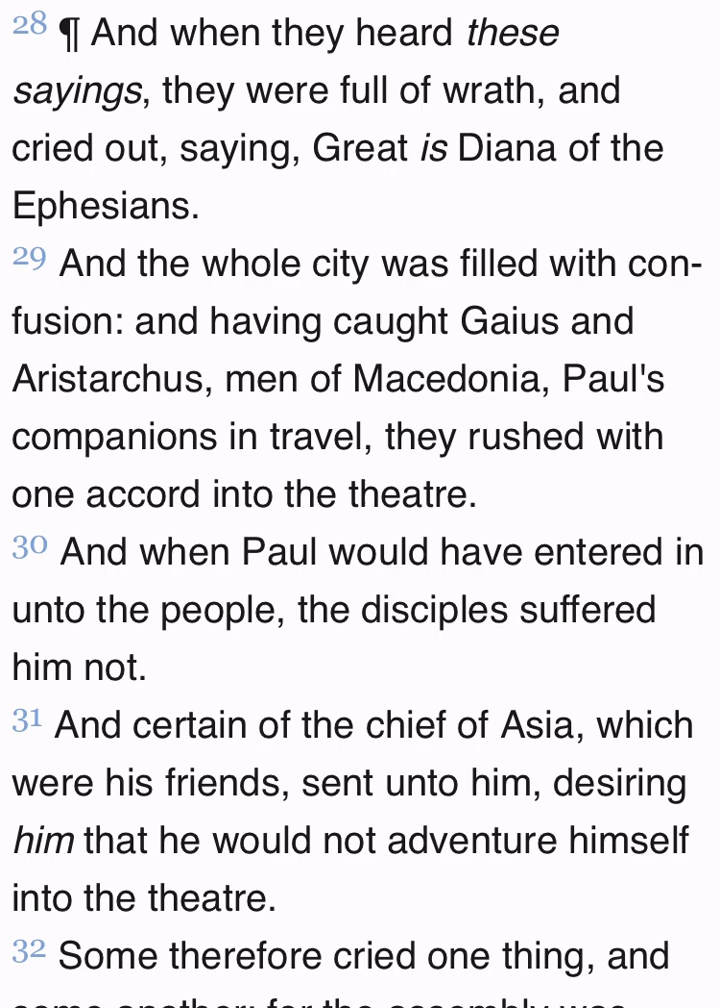 28 ¶ And when they heard these
sayings, they were full of wrath, and
cried out, saying, Great is Diana of the
Ephesians.
29 And the whole city was filled with con-
fusion: and having caught Gaius and
Aristarchus, men of Macedonia, Paul's
companions in travel, they rushed with
one accord into the theatre.
30 And when Paul would have entered in
unto the people, the disciples suffered
him not.
31 And certain of the chief of Asia, which
were his friends, sent unto him, desiring
him that he would not adventure himself
into the theatre.
32 Some therefore cried one thing, and